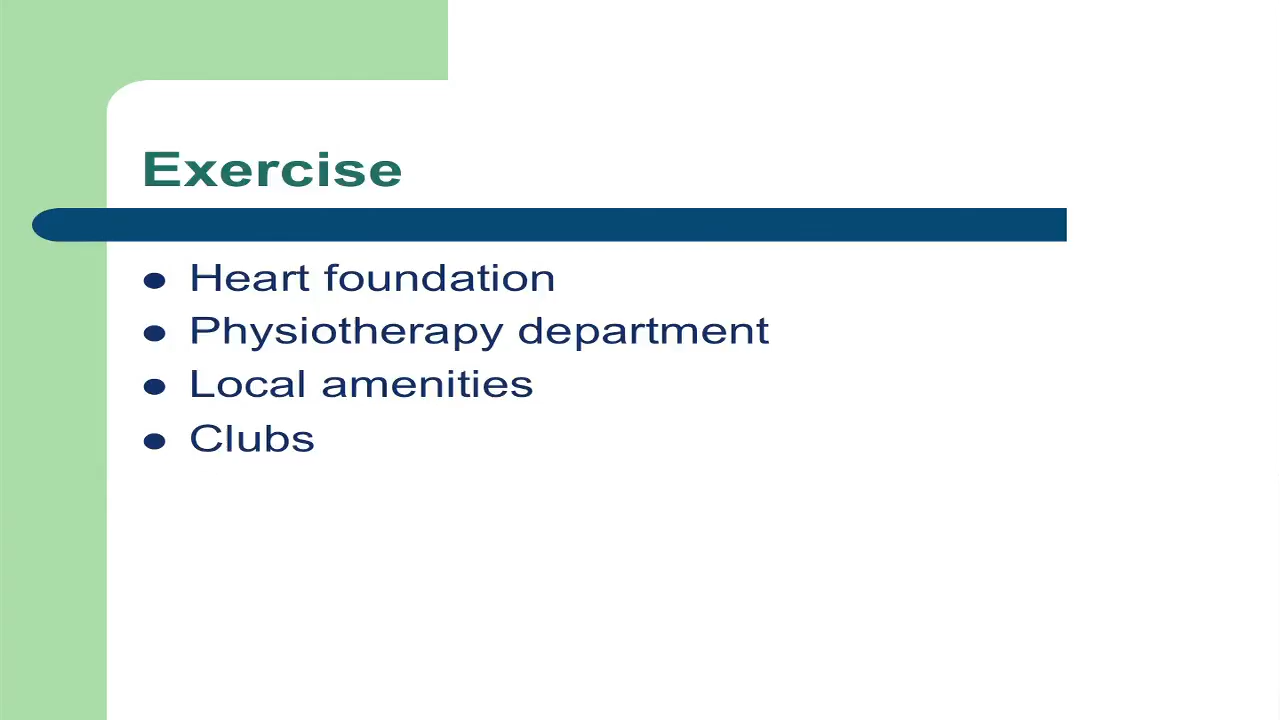 Exercise
Heart foundation
Physiotherapy department
Local amenities
Clubs